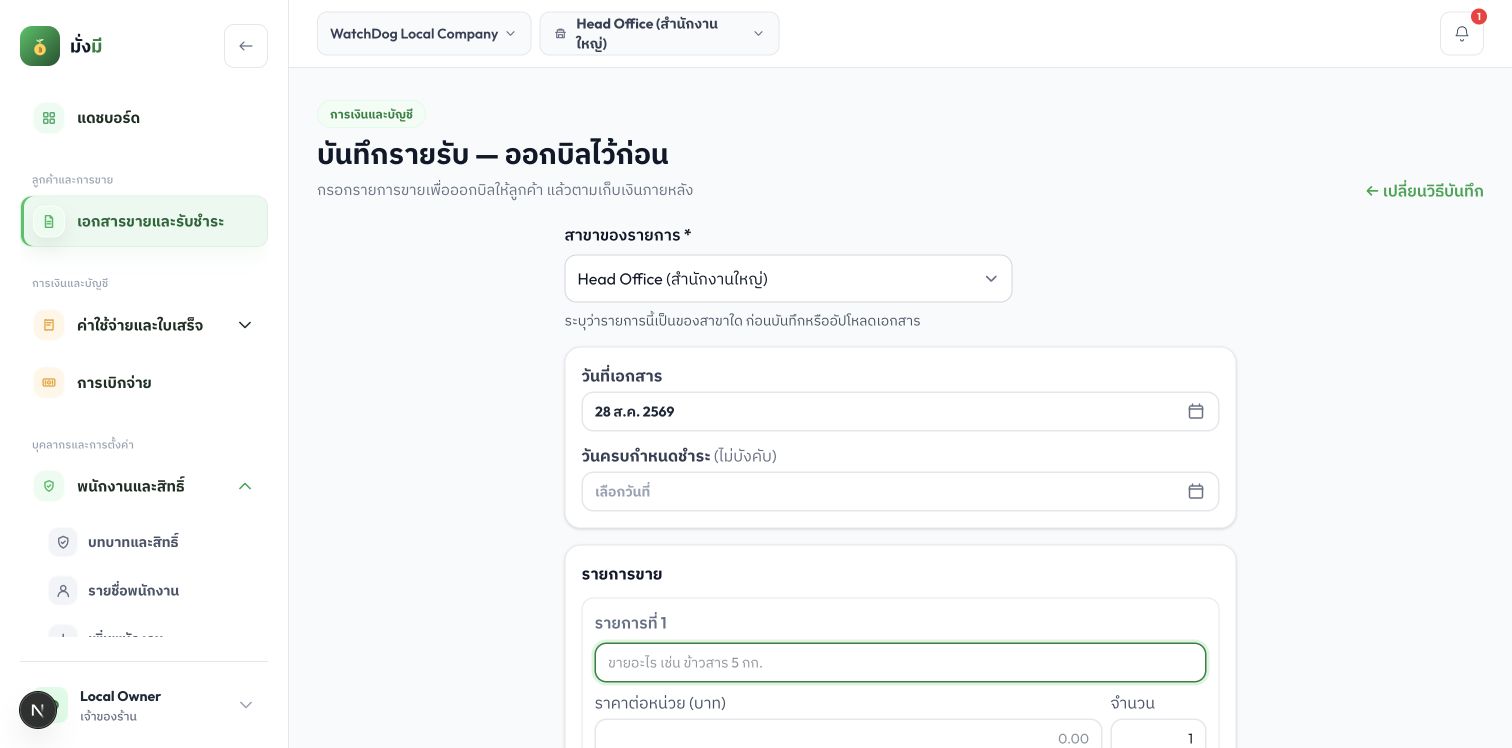 มั่งมี
WatchDog Local Company
Head Office (สำนักงาน
ใหญ่)
1
แดชบอร์ด
ลูกค้าและการขาย
เอกสารขายและรับชำระ
การเงินและบัญชี
ค่าใช้จ่ายและใบเสร็จ
การเบิกจ่าย
บุคลากรและการตั้งค่า
พนักงานและสิทธิ์
บทบาทและสิทธิ์
รายชื่อพนักงาน
N
Local Owner
เจ้าของร้าน
การเงินและบัญชี
บันทึกรายรับ — ออกบิลไว้ก่อน
กรอกรายการขายเพื่อออกบิลให้ลูกค้า แล้วตามเก็บเงินภายหลัง
← เปลี่ยนวิธีบันทึก
สาขาของรายการ *
Head Office (สำนักงานใหญ่)
ระบุว่ารายการนี้เป็นของสาขาใด ก่อนบันทึกหรืออัปโหลดเอกสาร
วันที่เอกสาร
28 ส.ค. 2569
วันครบกำหนดชำระ (ไม่บังคับ)
เลือกวันที่
รายการขาย
รายการที่ 1
ขายอะไร เช่น ข้าวสาร 5 กก.
ราคาต่อหน่วย (บาท)
จำนวน
0.00
1